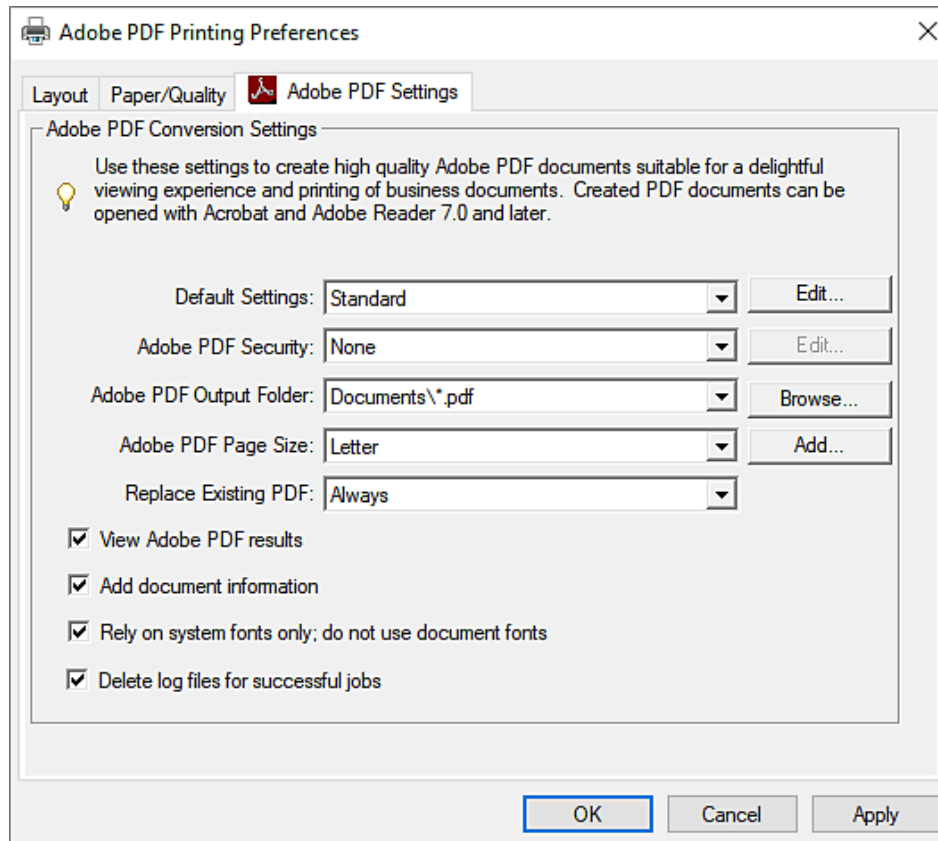 Adobe PDF Printing Preferences
Layout Paper/Quality Adobe PDF Settings
Adobe PDF Conversion Settings
Use these settings to create high quality Adobe PDF documents suitable for a delightful
viewing experience and printing of business documents. Created PDF documents can be
opened with Acrobat and Adobe Reader 7.0 and later.
Default Settings: Standard Edit...
Adobe PDF Security: None Edit...
Adobe PDF Output Folder: Documents\*.pdf Browse...
Adobe PDF Page Size: Letter Add...
Replace Existing PDF: Always
View Adobe PDF results
Add document information
Rely on system fonts only; do not use document fonts
Delete log files for successful jobs
OK Cancel Apply